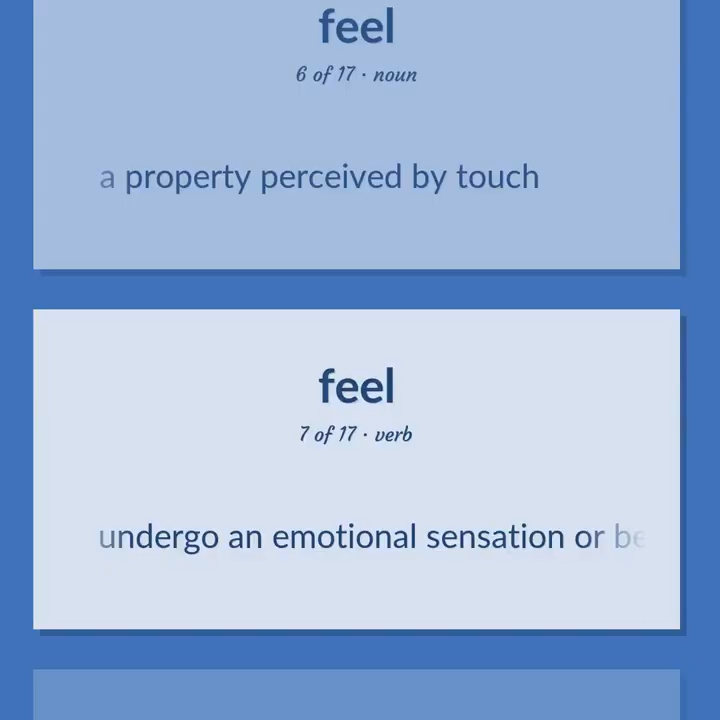 feel
6 of 17 · noun
a property perceived by touch
feel
7 of 17 · verb
undergo an emotional sensation or be